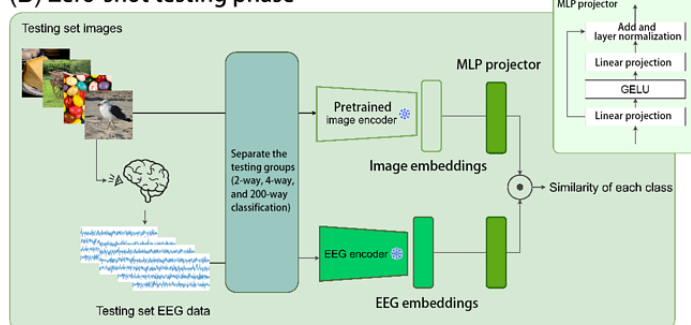 (B) Zero-shot testing phase
Testing set images
Separate the
testing groups
(2-way, 4-way,
and 200-way
classification)
Pretrained
image encoder
Image embeddings
MLP projector
EEG encoder
EEG embeddings
Similarity of each class
Testing set EEG data
MLP projector
Add and
layer normalization
Linear projection
GELU
Linear projection